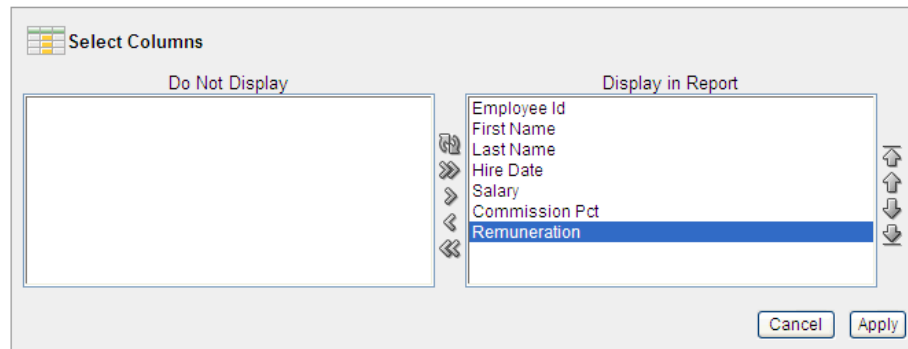 Select Columns
Do Not Display
Display in Report
Employee Id
First Name
Last Name
Hire Date
Salary
Commission Pct
Remuneration
Cancel
Apply